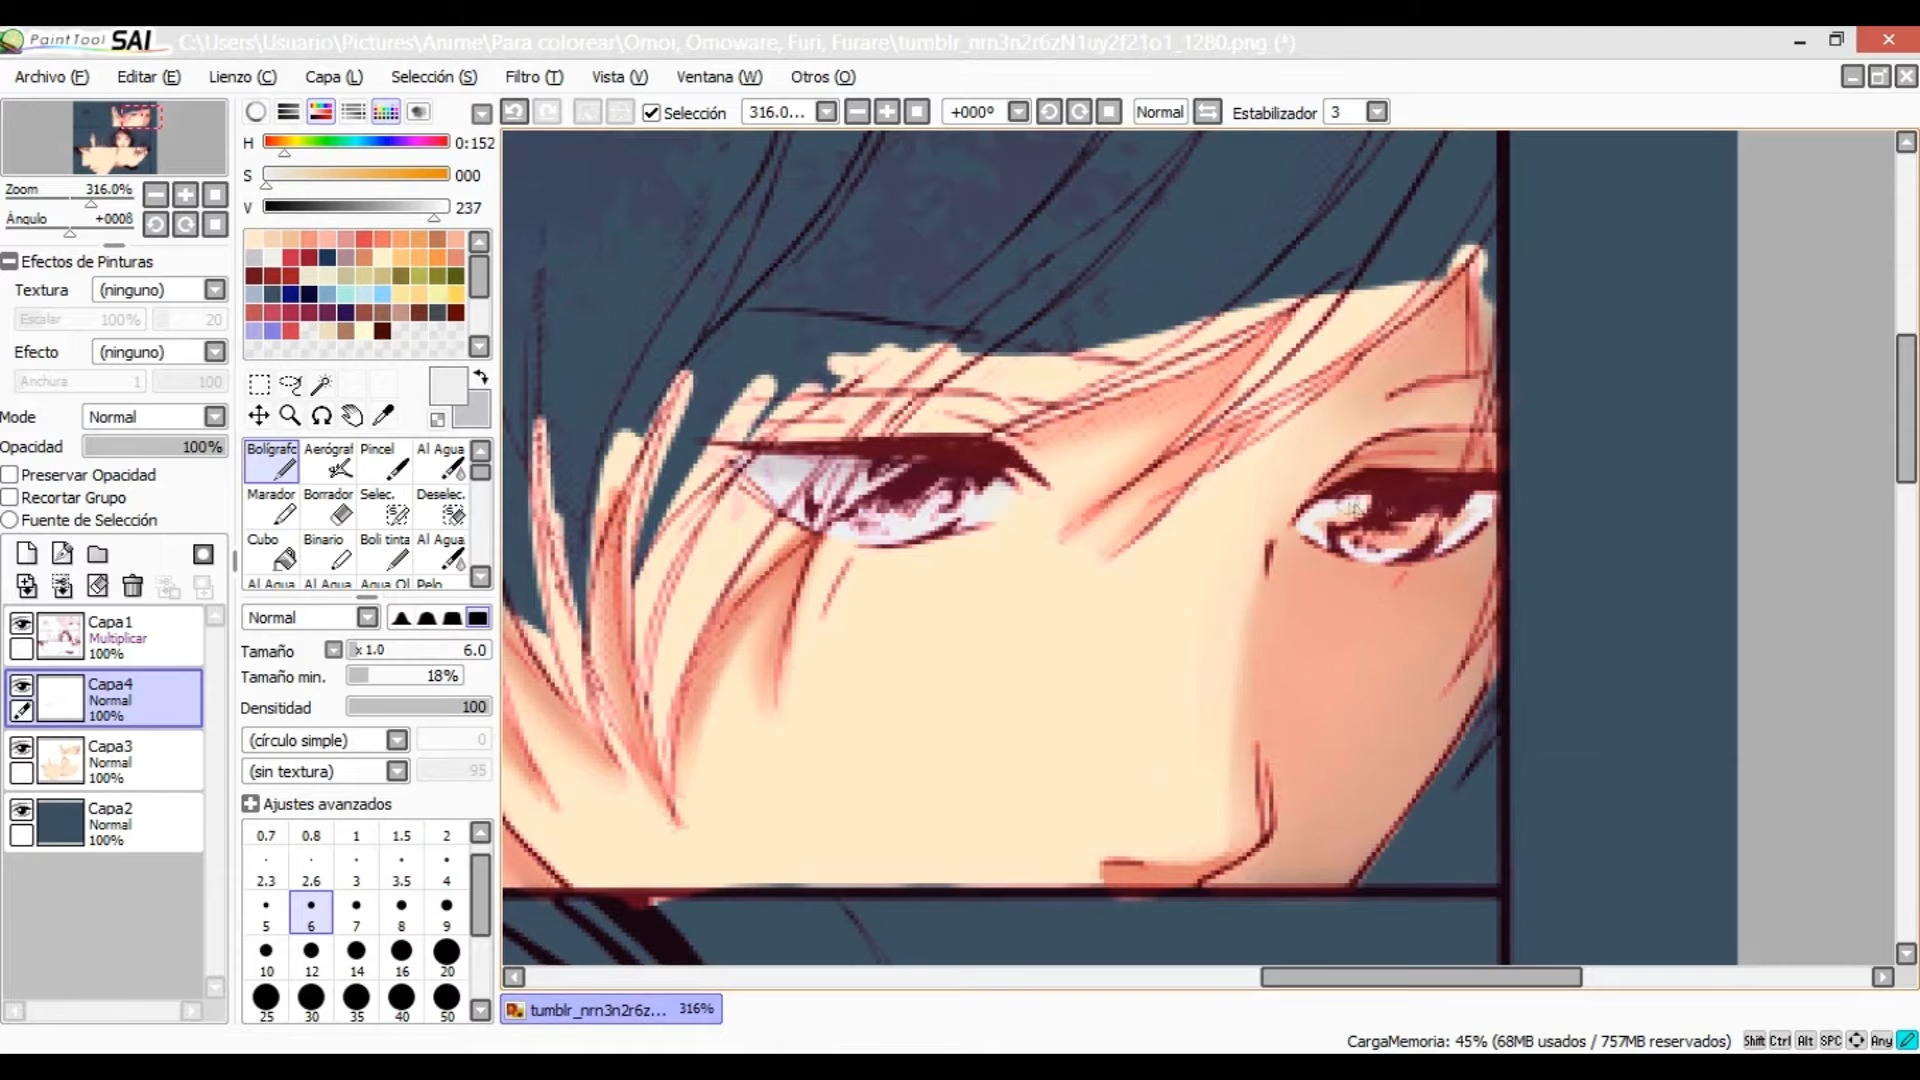 PaintTool SAI C:\Users\Usuario\Pictures\Anime\Para colorear\Omoi, Omoware, Furi, Furare\tumblr_nrn3n2r6zN1uy2f21o1_1280.png (*)
Archivo (F) Editar (E) Lienzo (C) Capa (L) Selección (S) Filtro (T) Vista (V) Ventana (W) Otros (O)
Selección 316.0... +000º Normal Estabilizador 3
H 0:152
S 000
V 237
Zoom 316.0%
Ángulo +000ß
Efectos de Pinturas
Textura (ninguno)
Escalar 100% 20
Efecto (ninguno)
Anchura 1 100
Mode Normal
Opacidad 100%
Preservar Opacidad
Recortar Grupo
Fuente de Selección
Capa1
Multiplicar
100%
Capa4
Normal
100%
Capa3
Normal
100%
Capa2
Normal
100%
Bolígrafo Aerógraf Pincel Al Agua
Marador Borrador Selec. Deselec.
Cubo Binario Boli tinta Al Agua
Al Agua Al Agua Agua Ol Pelo
Normal
Tamaño x 1.0 6.0
Tamaño min. 18%
Densitidad 100
(círculo simple) 0
(sin textura) 95
Ajustes avanzados
0.7 0.8 1 1.5 2
2.3 2.6 3 3.5 4
5 6 7 8 9
10 12 14 16 20
25 30 35 40 50
tumblr_nrn3n2r6z... 316%
CargaMemoria: 45% (68MB usados / 757MB reservados) Shift Ctrl Alt SPC Any